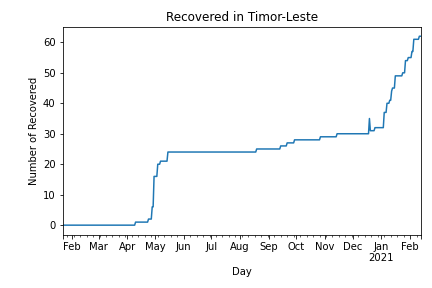 Recovered in Timor-Leste
Number of Recovered
60
50
40
30
20
10
0
Feb Mar Apr May Jun Jul Aug Sep Oct Nov Dec Jan Feb
2021
Day